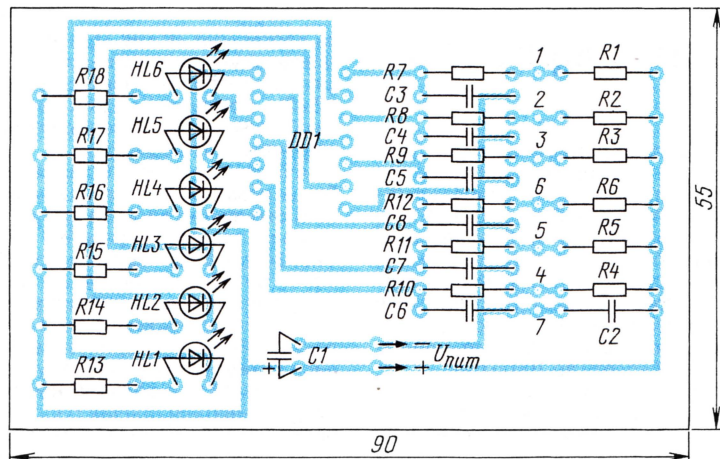 HL6
R18
HL5
R17
HL4
R16
HL3
R15
HL2
R14
HL1
R13
DD1
R7
1
R1
C3
R8
2
R2
C4
R9
3
R3
C5
R12
6
R6
C8
R11
5
R5
C7
R10
4
R4
C6
7
C2
+
C1
−
+
Uпит
55
90